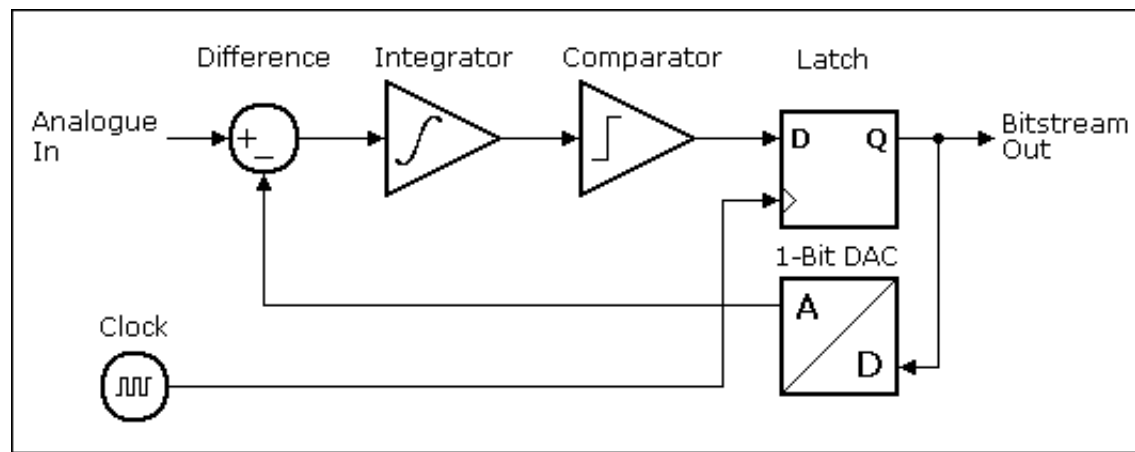 Difference
Integrator
Comparator
Latch
Analogue
In
+
−
D
Q
Bitstream
Out
1-Bit DAC
A
D
Clock